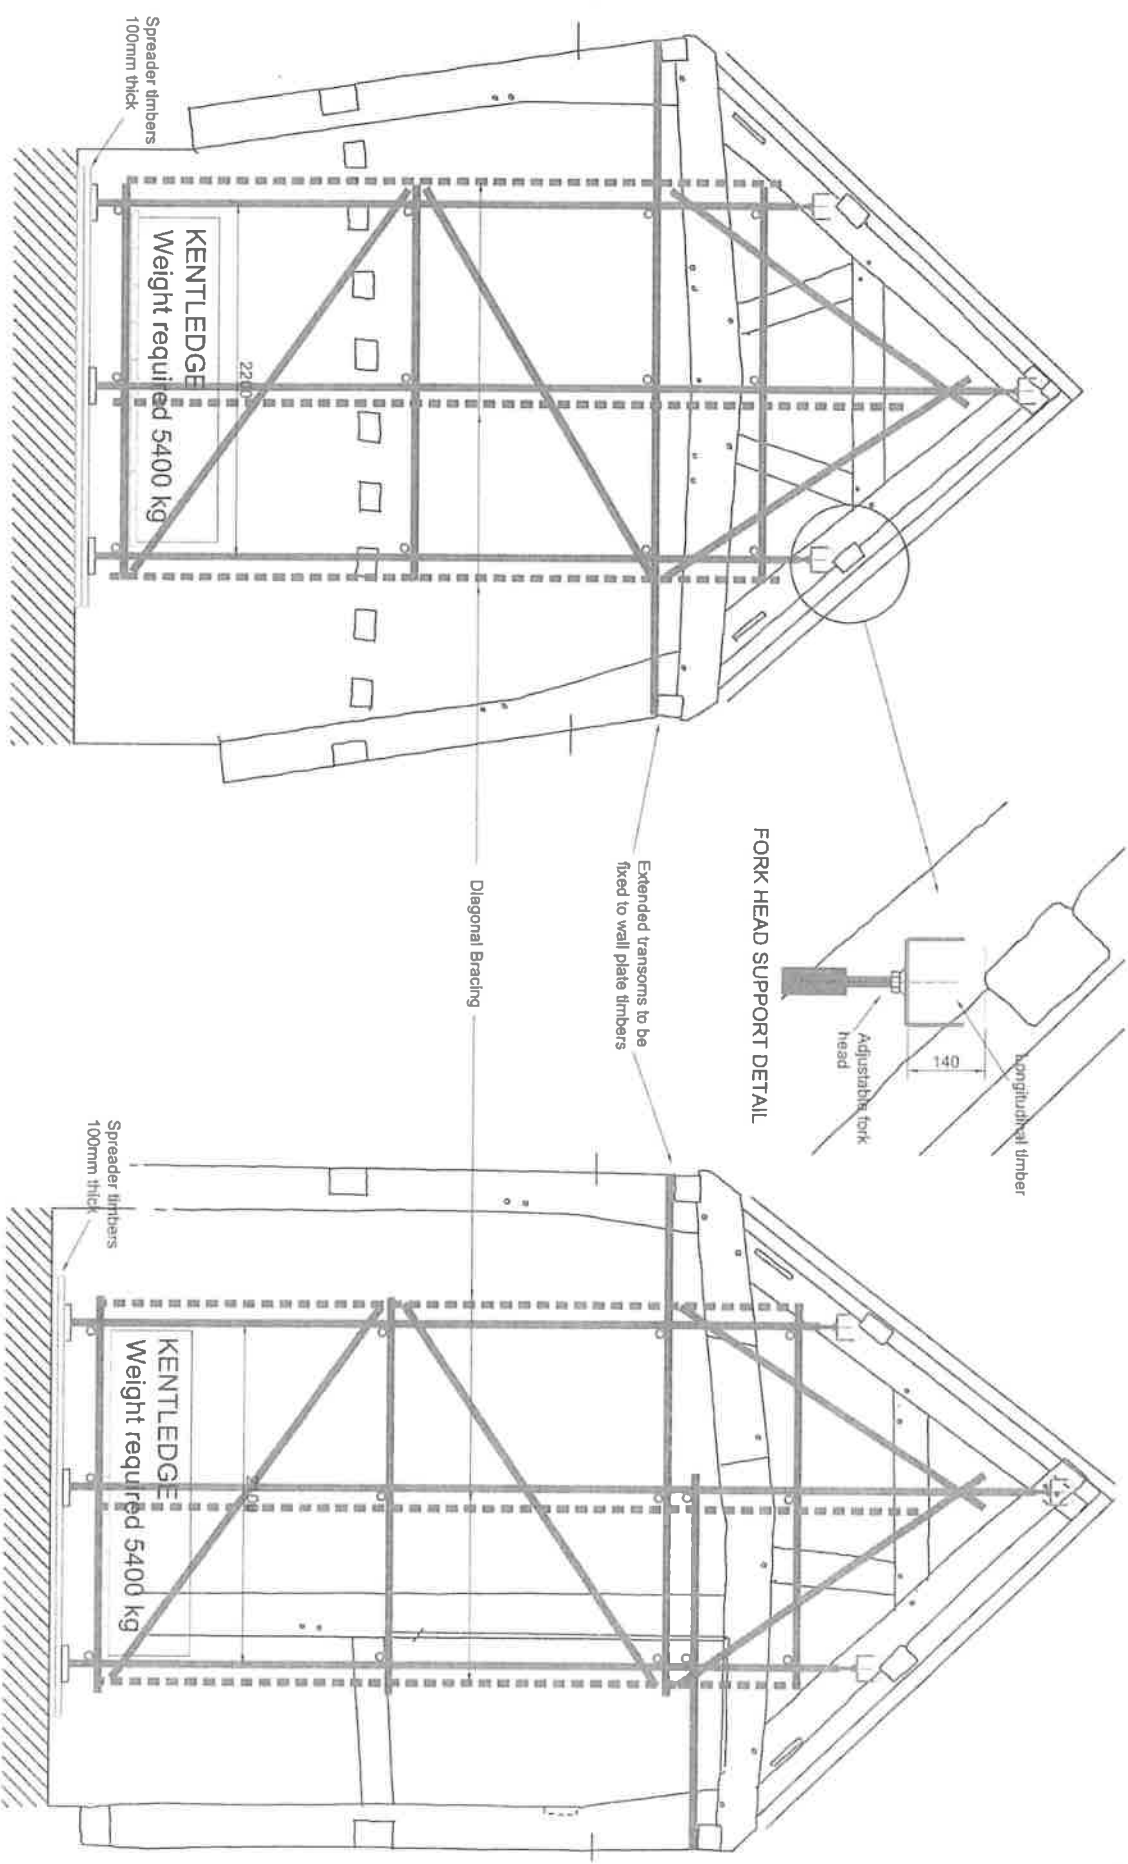 Spreader timbers
100mm thick
KENTLEDGE
Weight required 5400 kg
2200
Diagonal Bracing
Extended transoms to be
fixed to wall plate timbers
FORK HEAD SUPPORT DETAIL
Adjustable fork
head
140
Longitudinal timber
Spreader timbers
100mm thick
KENTLEDGE
Weight required 5400 kg